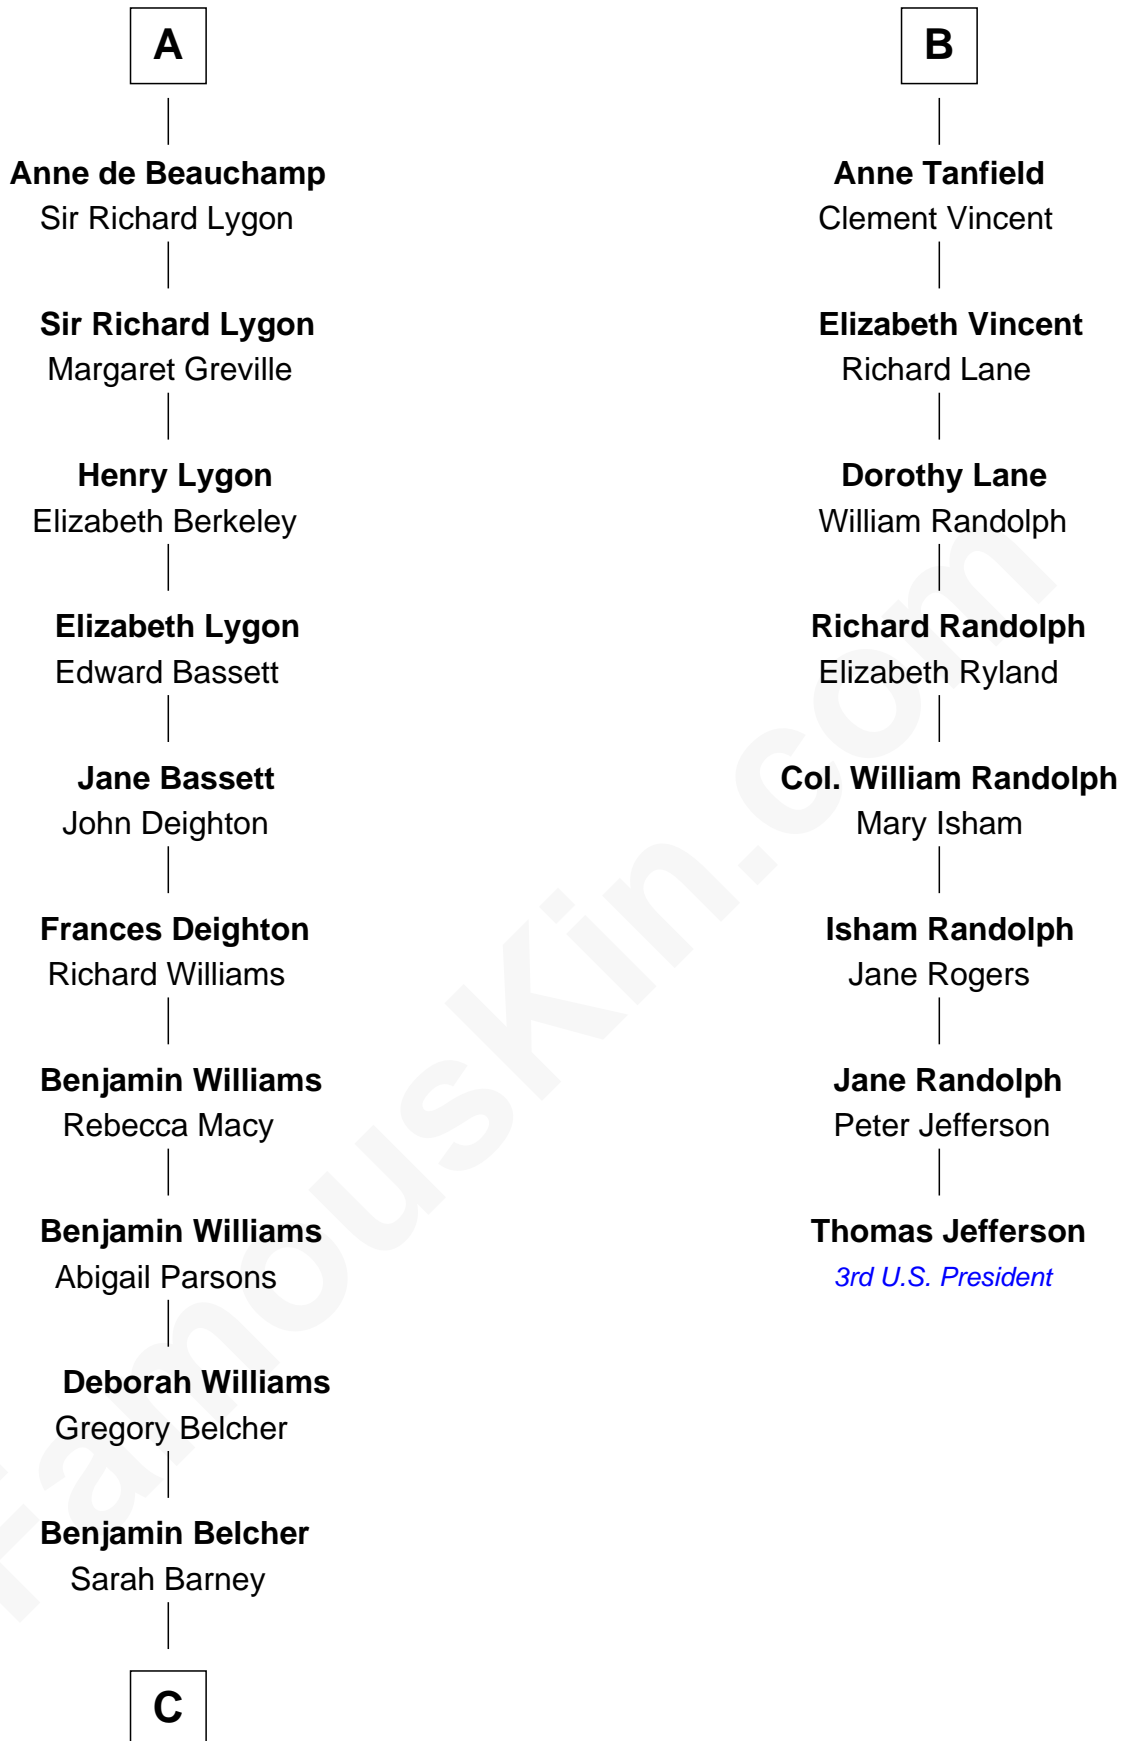 A
Anne de Beauchamp
Sir Richard Lygon
Sir Richard Lygon
Margaret Greville
Henry Lygon
Elizabeth Berkeley
Elizabeth Lygon
Edward Bassett
Jane Bassett
John Deighton
Frances Deighton
Richard Williams
Benjamin Williams
Rebecca Macy
Benjamin Williams
Abigail Parsons
Deborah Williams
Gregory Belcher
Benjamin Belcher
Sarah Barney
C
B
Anne Tanfield
Clement Vincent
Elizabeth Vincent
Richard Lane
Dorothy Lane
William Randolph
Richard Randolph
Elizabeth Ryland
Col. William Randolph
Mary Isham
Isham Randolph
Jane Rogers
Jane Randolph
Peter Jefferson
Thomas Jefferson
3rd U.S. President
FamousKin.com